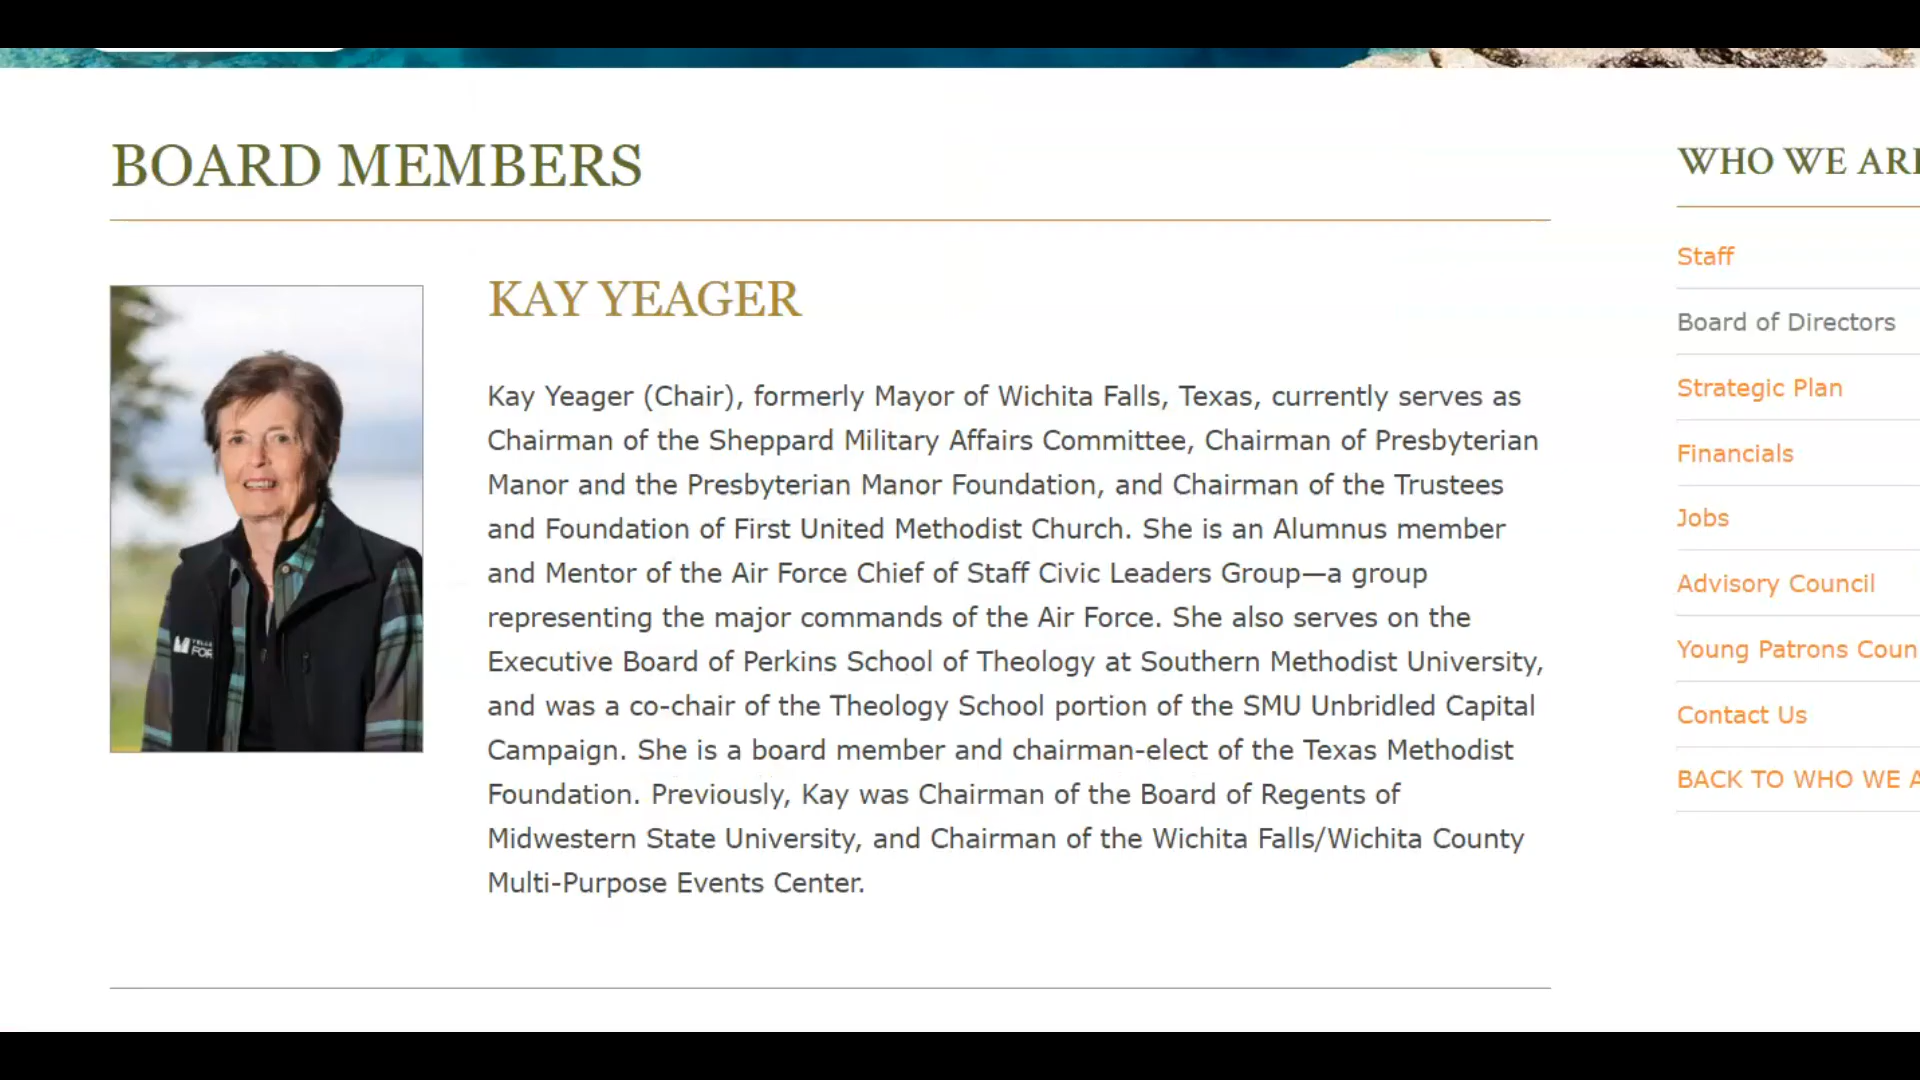 BOARD MEMBERS
KAY YEAGER
Kay Yeager (Chair), formerly Mayor of Wichita Falls, Texas, currently serves as
Chairman of the Sheppard Military Affairs Committee, Chairman of Presbyterian
Manor and the Presbyterian Manor Foundation, and Chairman of the Trustees
and Foundation of First United Methodist Church. She is an Alumnus member
and Mentor of the Air Force Chief of Staff Civic Leaders Group—a group
representing the major commands of the Air Force. She also serves on the
Executive Board of Perkins School of Theology at Southern Methodist University,
and was a co-chair of the Theology School portion of the SMU Unbridled Capital
Campaign. She is a board member and chairman-elect of the Texas Methodist
Foundation. Previously, Kay was Chairman of the Board of Regents of
Midwestern State University, and Chairman of the Wichita Falls/Wichita County
Multi-Purpose Events Center.
WHO WE ARE
Staff
Board of Directors
Strategic Plan
Financials
Jobs
Advisory Council
Young Patrons Coun
Contact Us
BACK TO WHO WE A